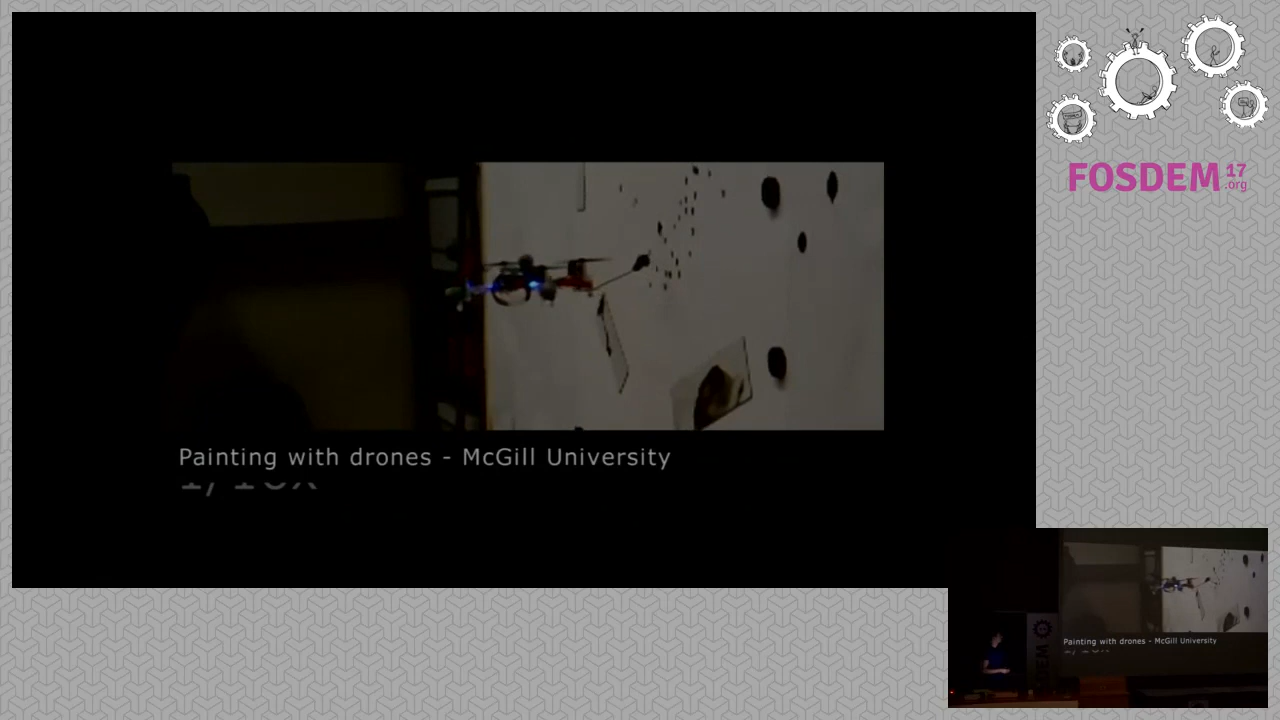 FOSDEM 17
.org
Painting with drones - McGill University
Painting with drones - McGill University